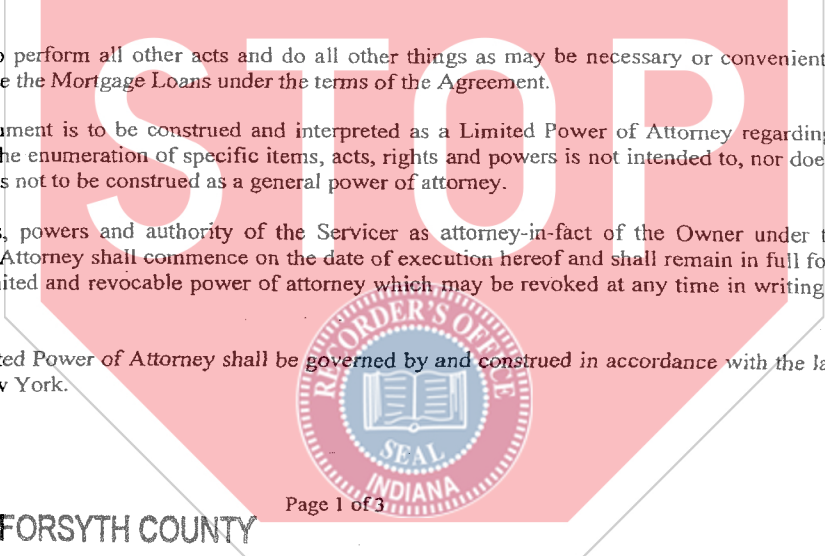 STOP
perform all other acts and do all other things as may be necessary or convenient
the Mortgage Loans under the terms of the Agreement.
is to be construed and interpreted as a Limited Power of Attorney regarding
enumeration of specific items, acts, rights and powers is not intended to, nor doe
not to be construed as a general power of attorney.
, powers and authority of the Servicer as attorney-in-fact of the Owner under t
Attorney shall commence on the date of execution hereof and shall remain in full fo
and revocable power of attorney which may be revoked at any time in writing
Power of Attorney shall be governed by and construed in accordance with the la
York.
RECORDER'S OFFICE
SEAL
INDIANA
Page 1 of 3
FORSYTH COUNTY